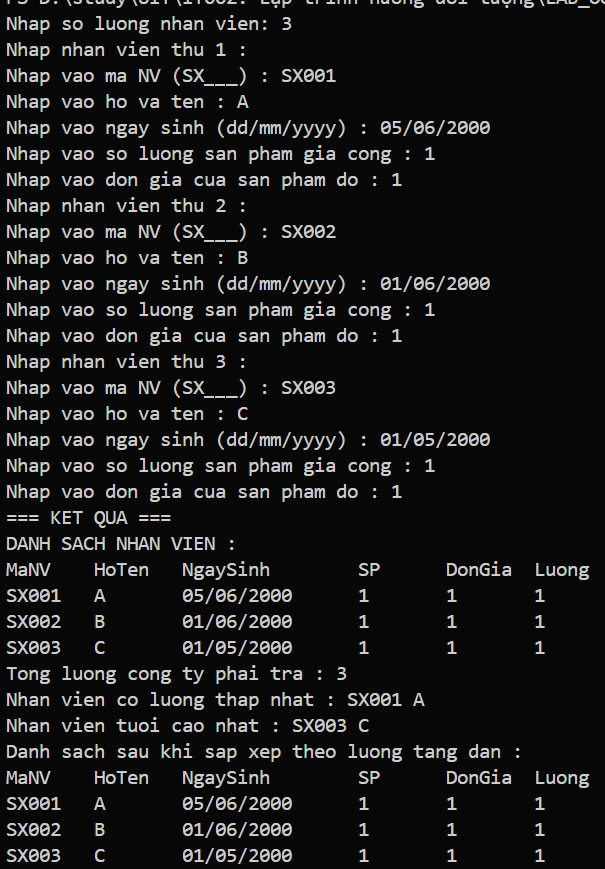 Nhap so luong nhan vien: 3
Nhap nhan vien thu 1 :
Nhap vao ma NV (SX___) : SX001
Nhap vao ho va ten : A
Nhap vao ngay sinh (dd/mm/yyyy) : 05/06/2000
Nhap vao so luong san pham gia cong : 1
Nhap vao don gia cua san pham do : 1
Nhap nhan vien thu 2 :
Nhap vao ma NV (SX___) : SX002
Nhap vao ho va ten : B
Nhap vao ngay sinh (dd/mm/yyyy) : 01/06/2000
Nhap vao so luong san pham gia cong : 1
Nhap vao don gia cua san pham do : 1
Nhap nhan vien thu 3 :
Nhap vao ma NV (SX___) : SX003
Nhap vao ho va ten : C
Nhap vao ngay sinh (dd/mm/yyyy) : 01/05/2000
Nhap vao so luong san pham gia cong : 1
Nhap vao don gia cua san pham do : 1
=== KET QUA ===
DANH SACH NHAN VIEN :
MaNV HoTen NgaySinh SP DonGia Luong
SX001 A 05/06/2000 1 1 1
SX002 B 01/06/2000 1 1 1
SX003 C 01/05/2000 1 1 1
Tong luong cong ty phai tra : 3
Nhan vien co luong thap nhat : SX001 A
Nhan vien tuoi cao nhat : SX003 C
Danh sach sau khi sap xep theo luong tang dan :
MaNV HoTen NgaySinh SP DonGia Luong
SX001 A 05/06/2000 1 1 1
SX002 B 01/06/2000 1 1 1
SX003 C 01/05/2000 1 1 1